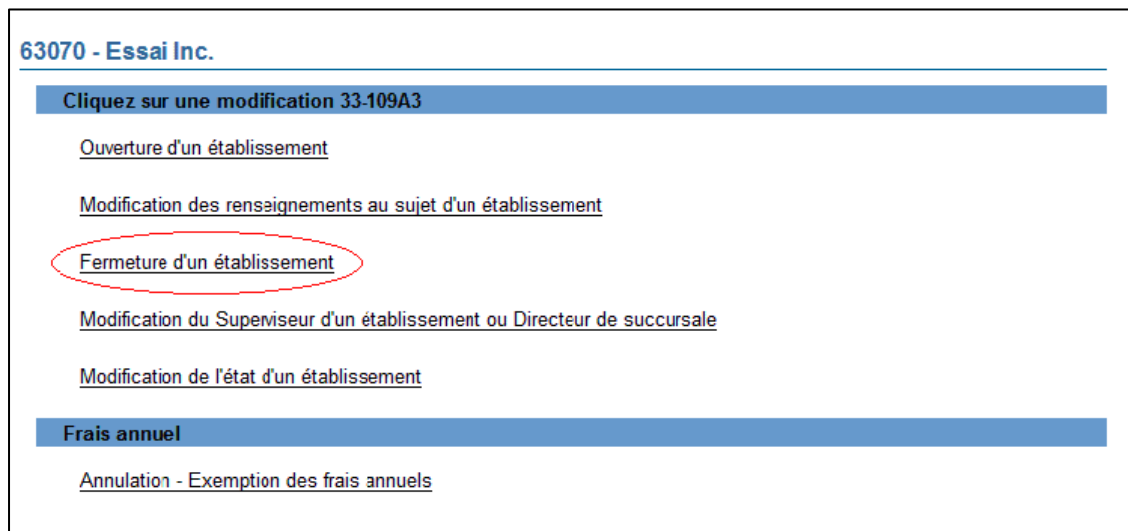 63070 - Essai Inc.
Cliquez sur une modification 33-109A3
Ouverture d'un établissement
Modification des renseignements au sujet d'un établissement
Fermeture d'un établissement
Modification du Superviseur d'un établissement ou Directeur de succursale
Modification de l'état d'un établissement
Frais annuel
Annulation - Exemption des frais annuels